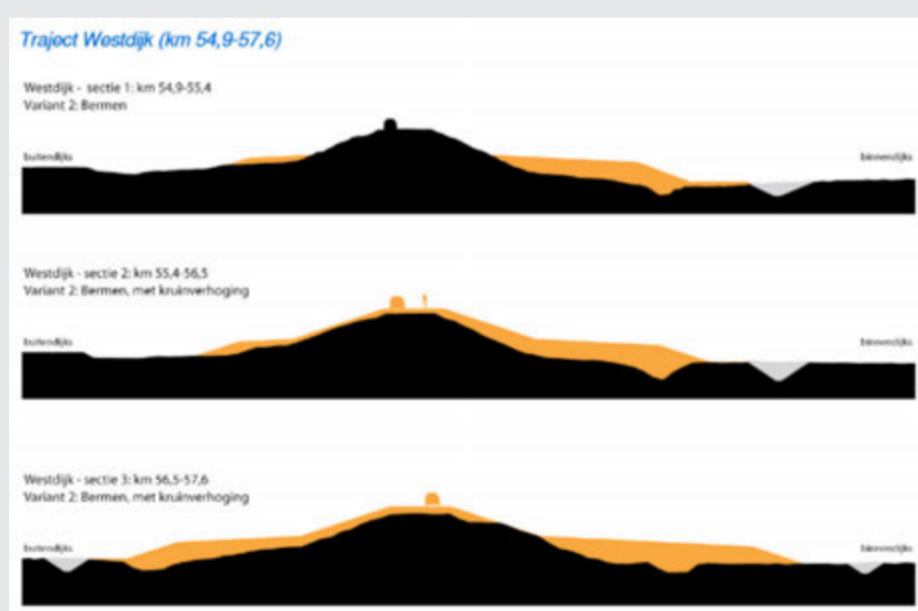 Traject Westdijk (km 54,9-57,6)
Westdijk - sectie 1: km 54,9-55,4
Variant 2: Bermen
buitendijks
binnendijks
Westdijk - sectie 2: km 55,4-56,5
Variant 2: Bermen, met kruinverhoging
buitendijks
binnendijks
Westdijk - sectie 3: km 56,5-57,6
Variant 2: Bermen, met kruinverhoging
buitendijks
binnendijks